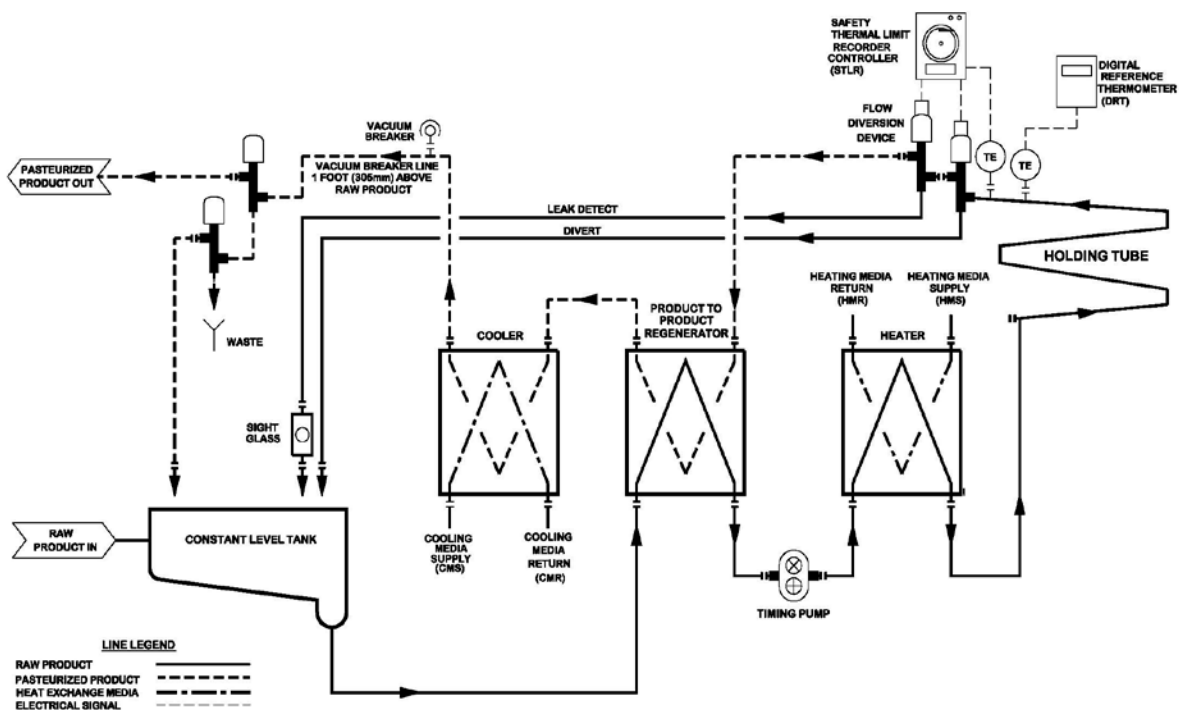 SAFETY
THERMAL LIMIT
RECORDER
CONTROLLER
(STLR)
DIGITAL
REFERENCE
THERMOMETER
(DRT)
FLOW
DIVERSION
DEVICE
VACUUM
BREAKER
TE
TE
PASTEURIZED
PRODUCT OUT
VACUUM BREAKER LINE
1 FOOT (305mm) ABOVE
RAW PRODUCT
LEAK DETECT
DIVERT
HOLDING TUBE
HEATING MEDIA
RETURN
(HMR)
HEATING MEDIA
SUPPLY
(HMS)
WASTE
COOLER
PRODUCT TO
PRODUCT
REGENERATOR
HEATER
SIGHT
GLASS
RAW
PRODUCT IN
CONSTANT LEVEL TANK
COOLING
MEDIA
SUPPLY
(CMS)
COOLING
MEDIA
RETURN
(CMR)
TIMING PUMP
LINE LEGEND
RAW PRODUCT
PASTEURIZED PRODUCT
HEAT EXCHANGE MEDIA
ELECTRICAL SIGNAL